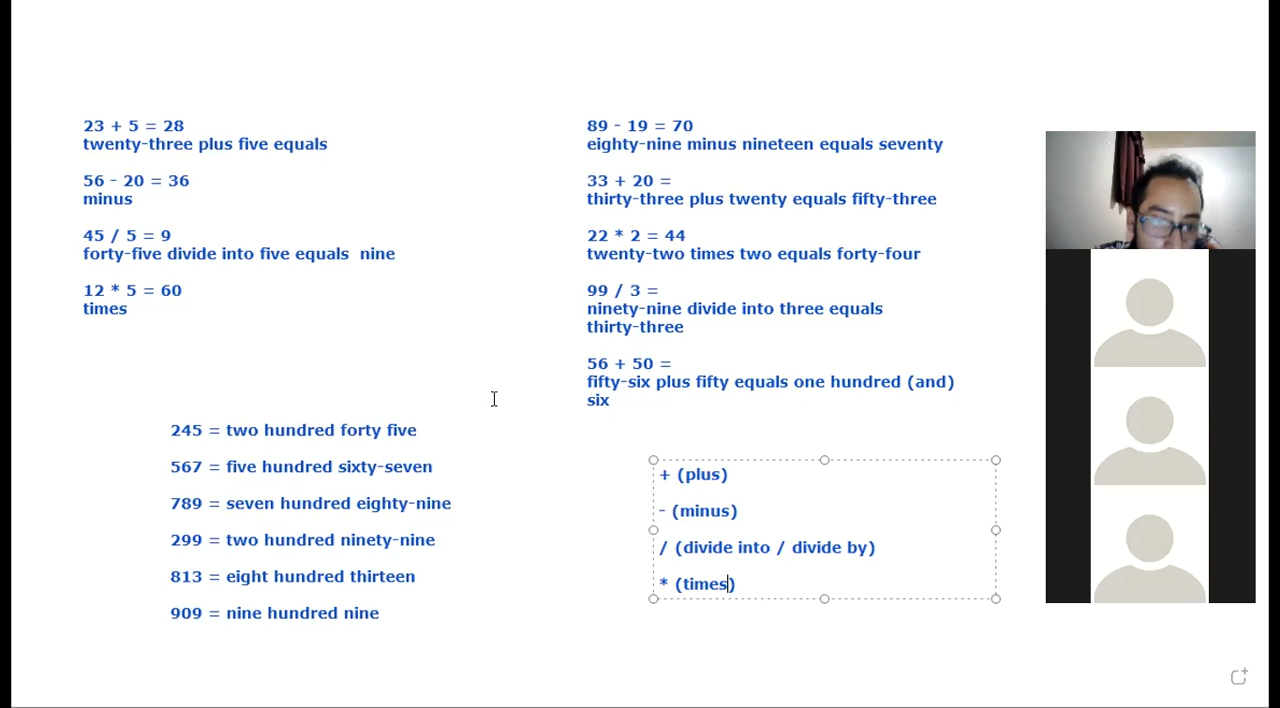 23 + 5 = 28
twenty-three plus five equals
56 - 20 = 36
minus
45 / 5 = 9
forty-five divide into five equals  nine
12 * 5 = 60
times
89 - 19 = 70
eighty-nine minus nineteen equals seventy
33 + 20 =
thirty-three plus twenty equals fifty-three
22 * 2 = 44
twenty-two times two equals forty-four
99 / 3 =
ninety-nine divide into three equals
thirty-three
56 + 50 =
fifty-six plus fifty equals one hundred (and)
six
245 = two hundred forty five
567 = five hundred sixty-seven
789 = seven hundred eighty-nine
299 = two hundred ninety-nine
813 = eight hundred thirteen
909 = nine hundred nine
+ (plus)
- (minus)
/ (divide into / divide by)
* (times)